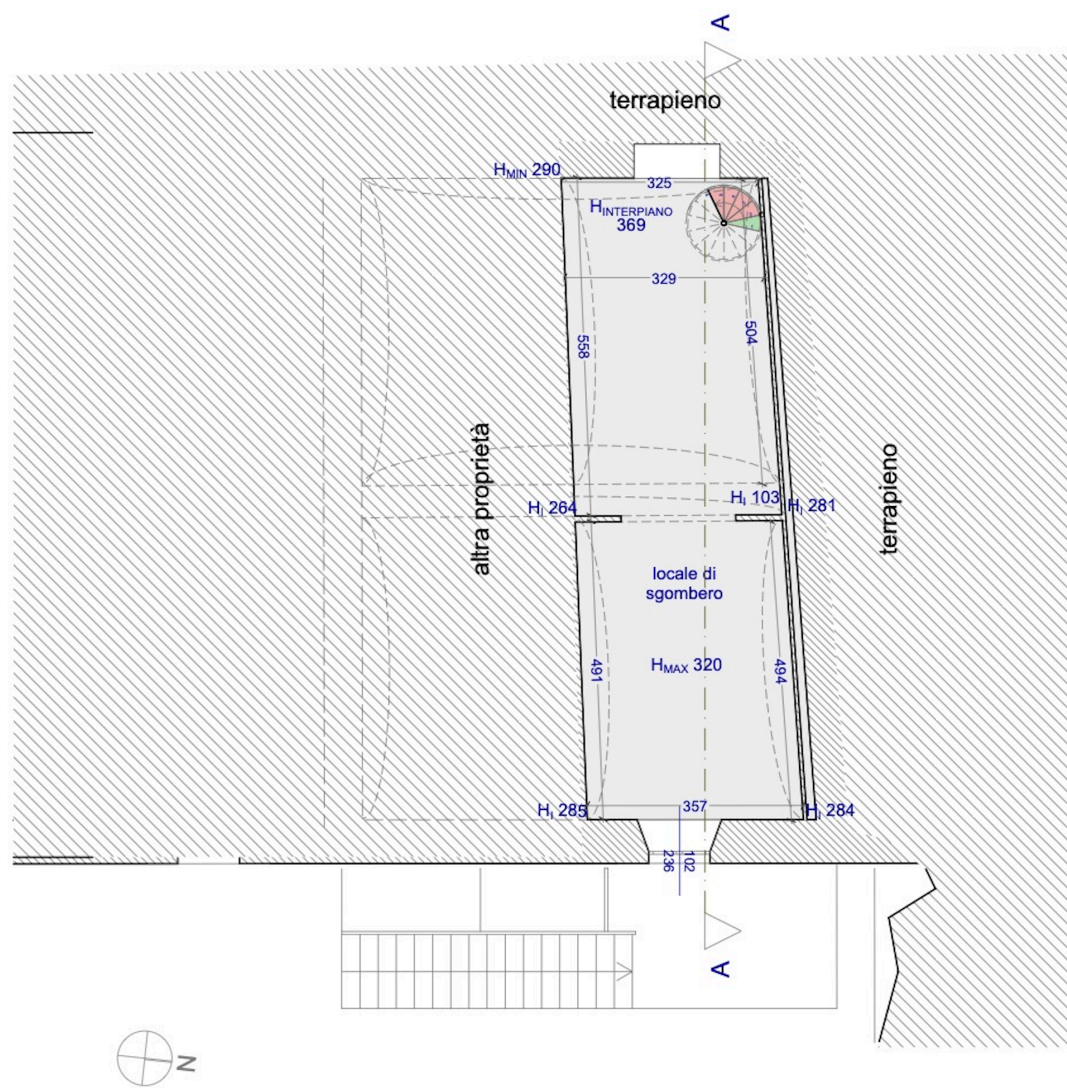 A
terrapieno
HMIN 290
325
HINTERPIANO
369
329
558
504
altra proprietà
terrapieno
HI 264
HI 103
HI 281
locale di
sgombero
HMAX 320
491
494
HI 285
357
HI 284
236
102
A
N